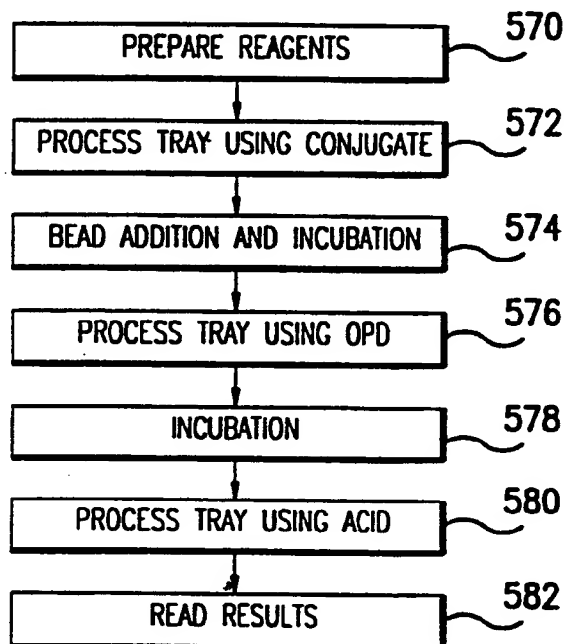 570
PREPARE REAGENTS
572
PROCESS TRAY USING CONJUGATE
574
BEAD ADDITION AND INCUBATION
576
PROCESS TRAY USING OPD
578
INCUBATION
580
PROCESS TRAY USING ACID
582
READ RESULTS